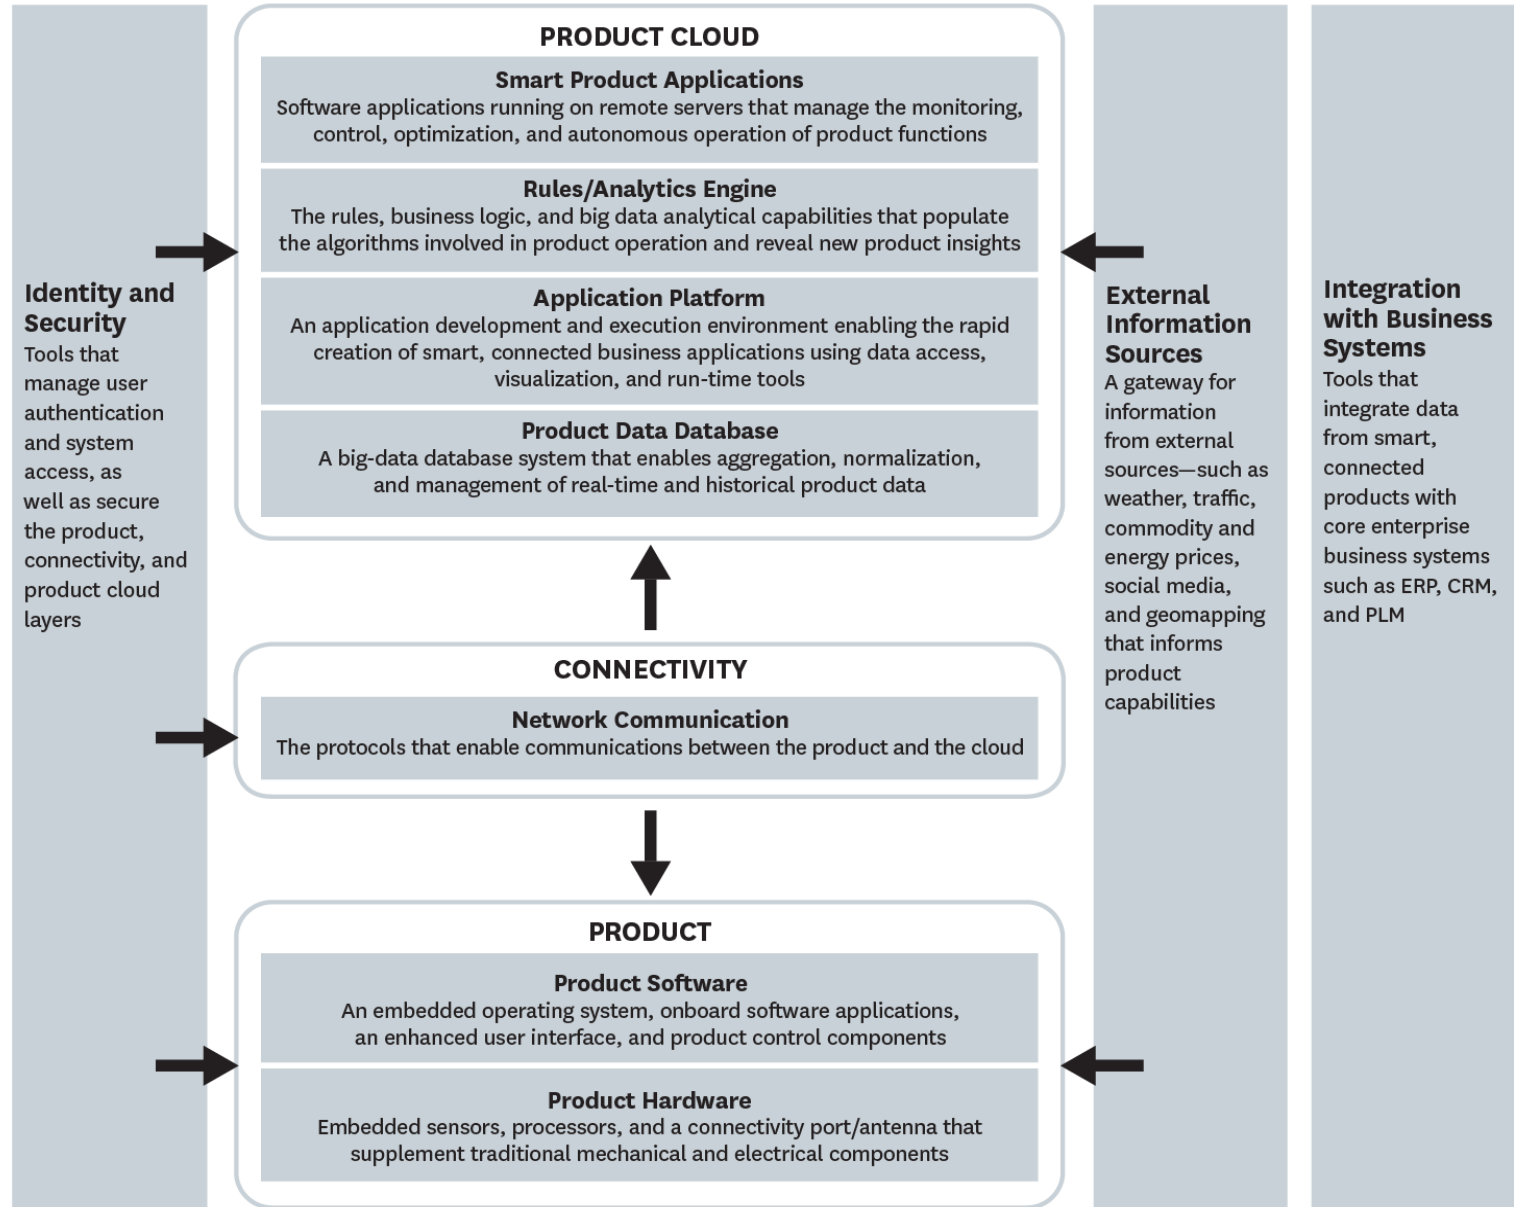 PRODUCT CLOUD
Smart Product Applications
Software applications running on remote servers that manage the monitoring,
control, optimization, and autonomous operation of product functions
Rules/Analytics Engine
The rules, business logic, and big data analytical capabilities that populate
the algorithms involved in product operation and reveal new product insights
Application Platform
An application development and execution environment enabling the rapid
creation of smart, connected business applications using data access,
visualization, and run-time tools
Product Data Database
A big-data database system that enables aggregation, normalization,
and management of real-time and historical product data
CONNECTIVITY
Network Communication
The protocols that enable communications between the product and the cloud
PRODUCT
Product Software
An embedded operating system, onboard software applications,
an enhanced user interface, and product control components
Product Hardware
Embedded sensors, processors, and a connectivity port/antenna that
supplement traditional mechanical and electrical components
Identity and
Security
Tools that
manage user
authentication
and system
access, as
well as secure
the product,
connectivity, and
product cloud
layers
External
Information
Sources
A gateway for
information
from external
sources—such as
weather, traffic,
commodity and
energy prices,
social media,
and geomapping
that informs
product
capabilities
Integration
with Business
Systems
Tools that
integrate data
from smart,
connected
products with
core enterprise
business systems
such as ERP, CRM,
and PLM